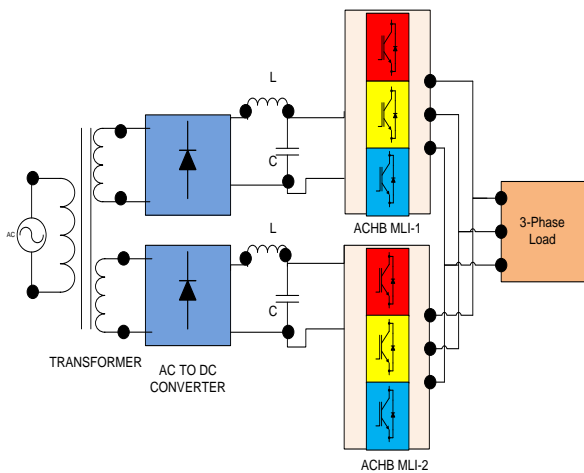 L
C
ACHB MLI-1
AC
3-Phase
Load
L
C
TRANSFORMER
AC TO DC
CONVERTER
ACHB MLI-2